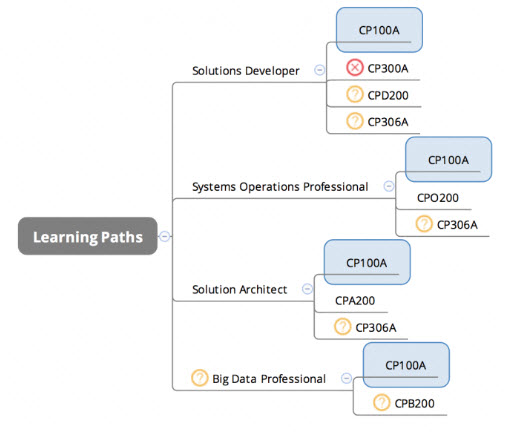 Learning Paths
Solutions Developer
CP100A
CP300A
CPD200
CP306A
Systems Operations Professional
CP100A
CPO200
CP306A
Solution Architect
CP100A
CPA200
CP306A
Big Data Professional
CP100A
CPB200